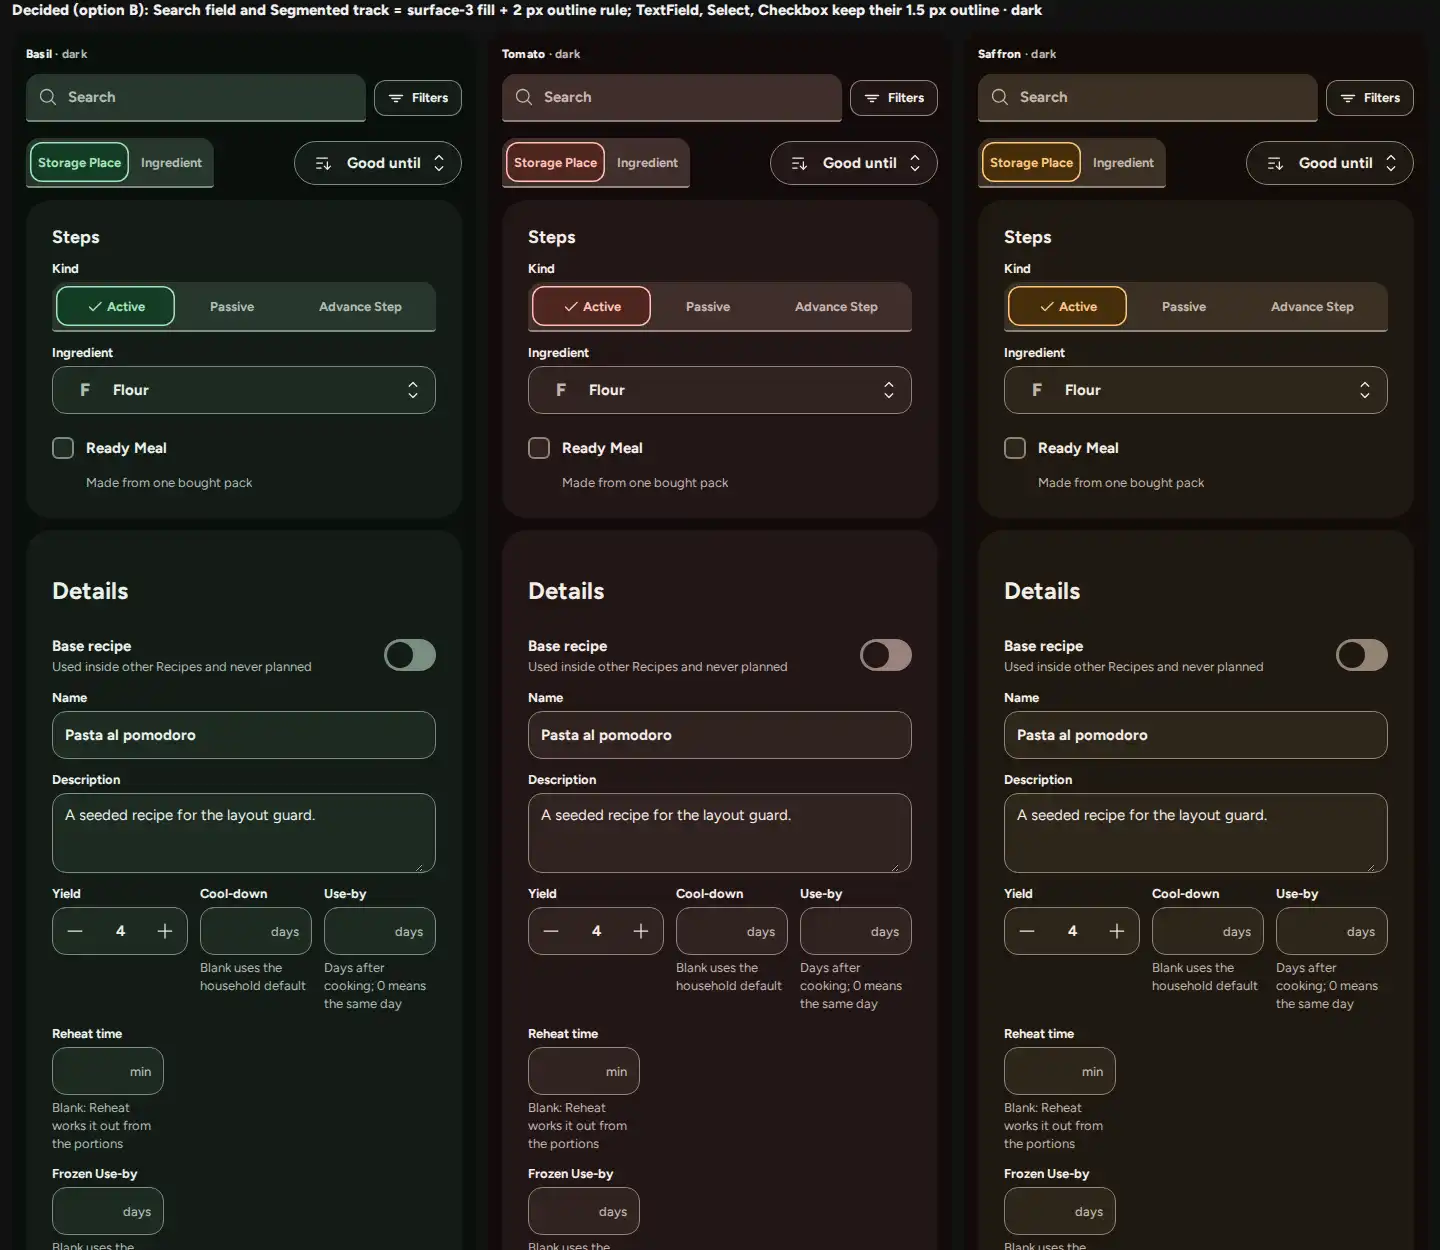 Decided (option B): Search field and Segmented track = surface-3 fill + 2 px outline rule; TextField, Select, Checkbox keep their 1.5 px outline · dark
Basil · dark
Search
Filters
Storage Place
Ingredient
Good until
Steps
Kind
Active
Passive
Advance Step
Ingredient
F
Flour
Ready Meal
Made from one bought pack
Details
Base recipe
Used inside other Recipes and never planned
Name
Pasta al pomodoro
Description
A seeded recipe for the layout guard.
Yield
Cool-down
Use-by
4
days
days
Blank uses the
household default
Days after
cooking; 0 means
the same day
Reheat time
min
Blank: Reheat
works it out from
the portions
Frozen Use-by
days
Blank uses the
Tomato · dark
Search
Filters
Storage Place
Ingredient
Good until
Steps
Kind
Active
Passive
Advance Step
Ingredient
F
Flour
Ready Meal
Made from one bought pack
Details
Base recipe
Used inside other Recipes and never planned
Name
Pasta al pomodoro
Description
A seeded recipe for the layout guard.
Yield
Cool-down
Use-by
4
days
days
Blank uses the
household default
Days after
cooking; 0 means
the same day
Reheat time
min
Blank: Reheat
works it out from
the portions
Frozen Use-by
days
Blank uses the
Saffron · dark
Search
Filters
Storage Place
Ingredient
Good until
Steps
Kind
Active
Passive
Advance Step
Ingredient
F
Flour
Ready Meal
Made from one bought pack
Details
Base recipe
Used inside other Recipes and never planned
Name
Pasta al pomodoro
Description
A seeded recipe for the layout guard.
Yield
Cool-down
Use-by
4
days
days
Blank uses the
household default
Days after
cooking; 0 means
the same day
Reheat time
min
Blank: Reheat
works it out from
the portions
Frozen Use-by
days
Blank uses the